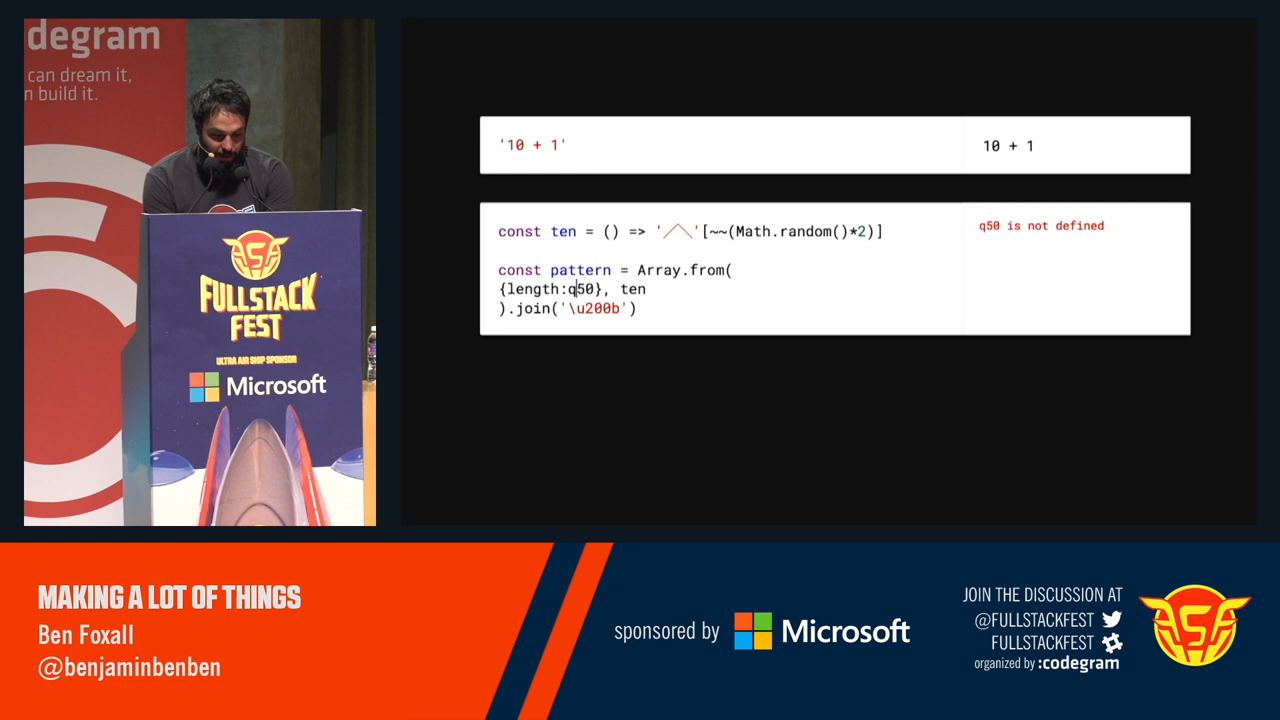 degram
can dream it,
n build it.
FULLSTACK
FEST
ULTRA AIR SHIP SPONSOR
Microsoft
'10 + 1'
10 + 1
const ten = () => '╱╲'[~~(Math.random()*2)]
q50 is not defined
const pattern = Array.from(
{length:q50}, ten
).join('\u200b')
MAKING A LOT OF THINGS
Ben Foxall
@benjaminbenben
sponsored by Microsoft
JOIN THE DISCUSSION AT
@FULLSTACKFEST
FULLSTACKFEST
organized by :codegram